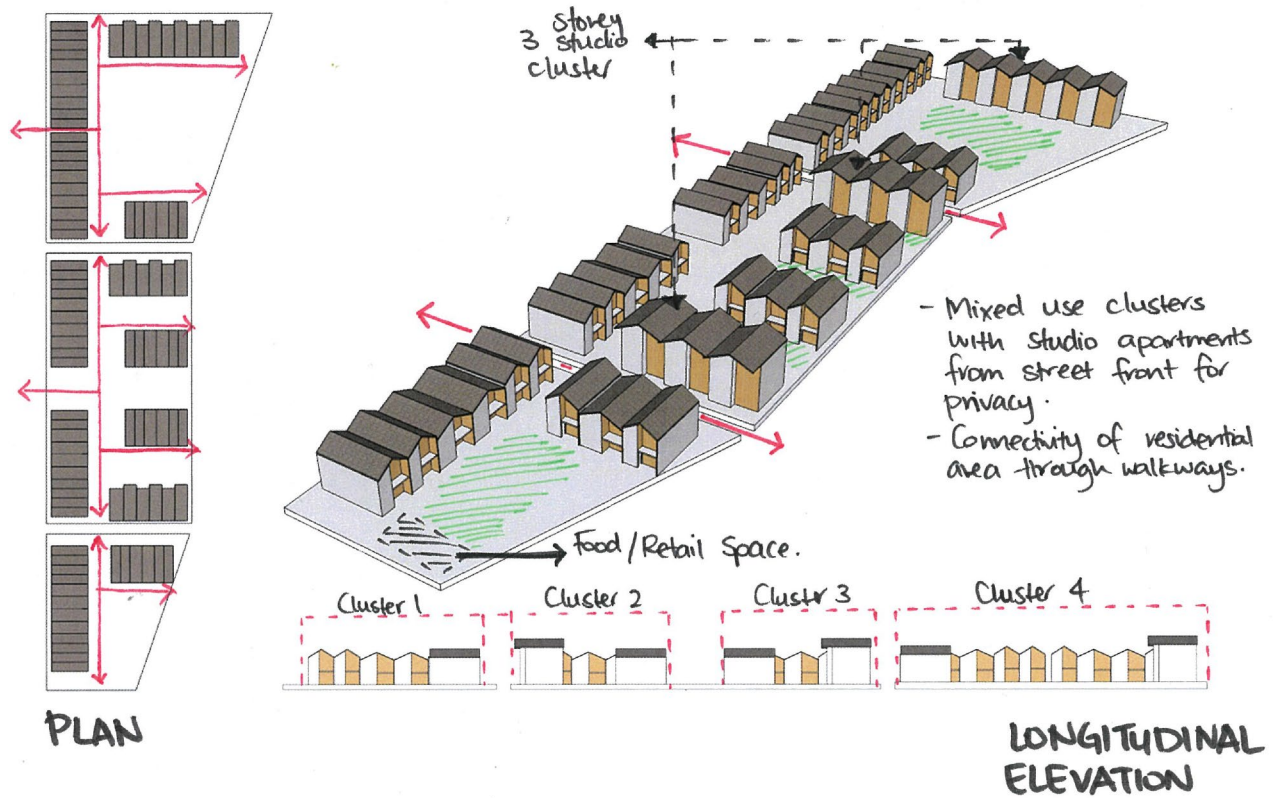 storey
3 studio
cluster
- Mixed use clusters
with studio apartments
from street front for
privacy.
- Connectivity of residential
area through walkways.
Food/Retail Space.
Cluster 1
Cluster 2
Cluster 3
Cluster 4
PLAN
LONGITUDINAL
ELEVATION